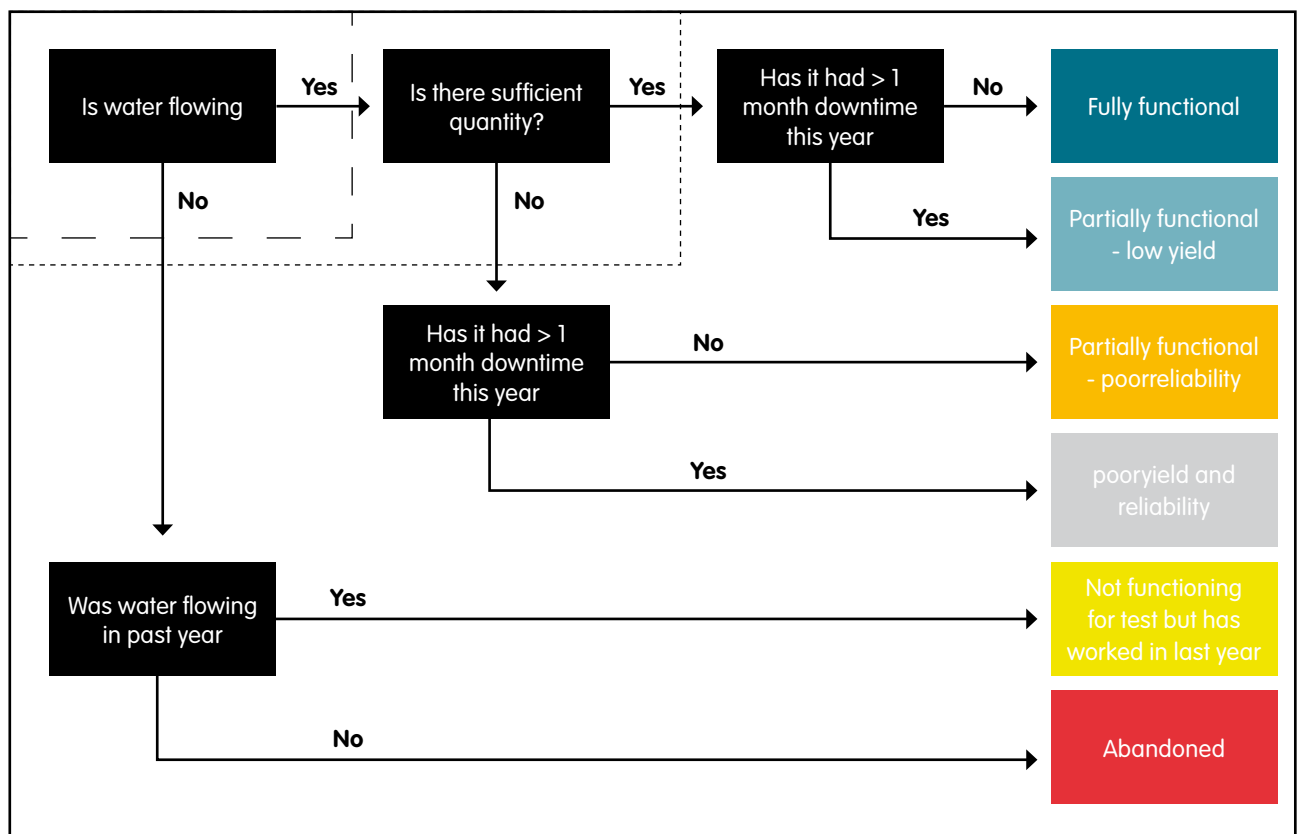 Is water flowing
Yes
Is there sufficient
quantity?
Yes
Has it had > 1
month downtime
this year
No
Fully functional
No
No
Yes
Partially functional
- low yield
Has it had > 1
month downtime
this year
No
Partially functional
- poorreliability
Yes
pooryield and
reliability
Was water flowing
in past year
Yes
Not functioning
for test but has
worked in last year
No
Abandoned